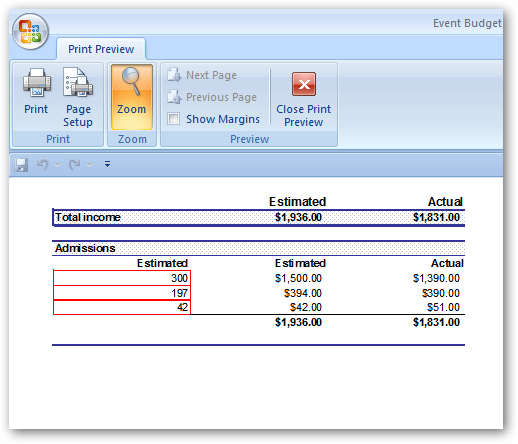 Event Budget
Print Preview
Print
Page Setup
Zoom
Next Page
Previous Page
Show Margins
Close Print Preview
Print
Zoom
Preview
Estimated Actual
Total income $1,936.00 $1,831.00
Admissions
Estimated Estimated Actual
300 $1,500.00 $1,390.00
197 $394.00 $390.00
42 $42.00 $51.00
$1,936.00 $1,831.00